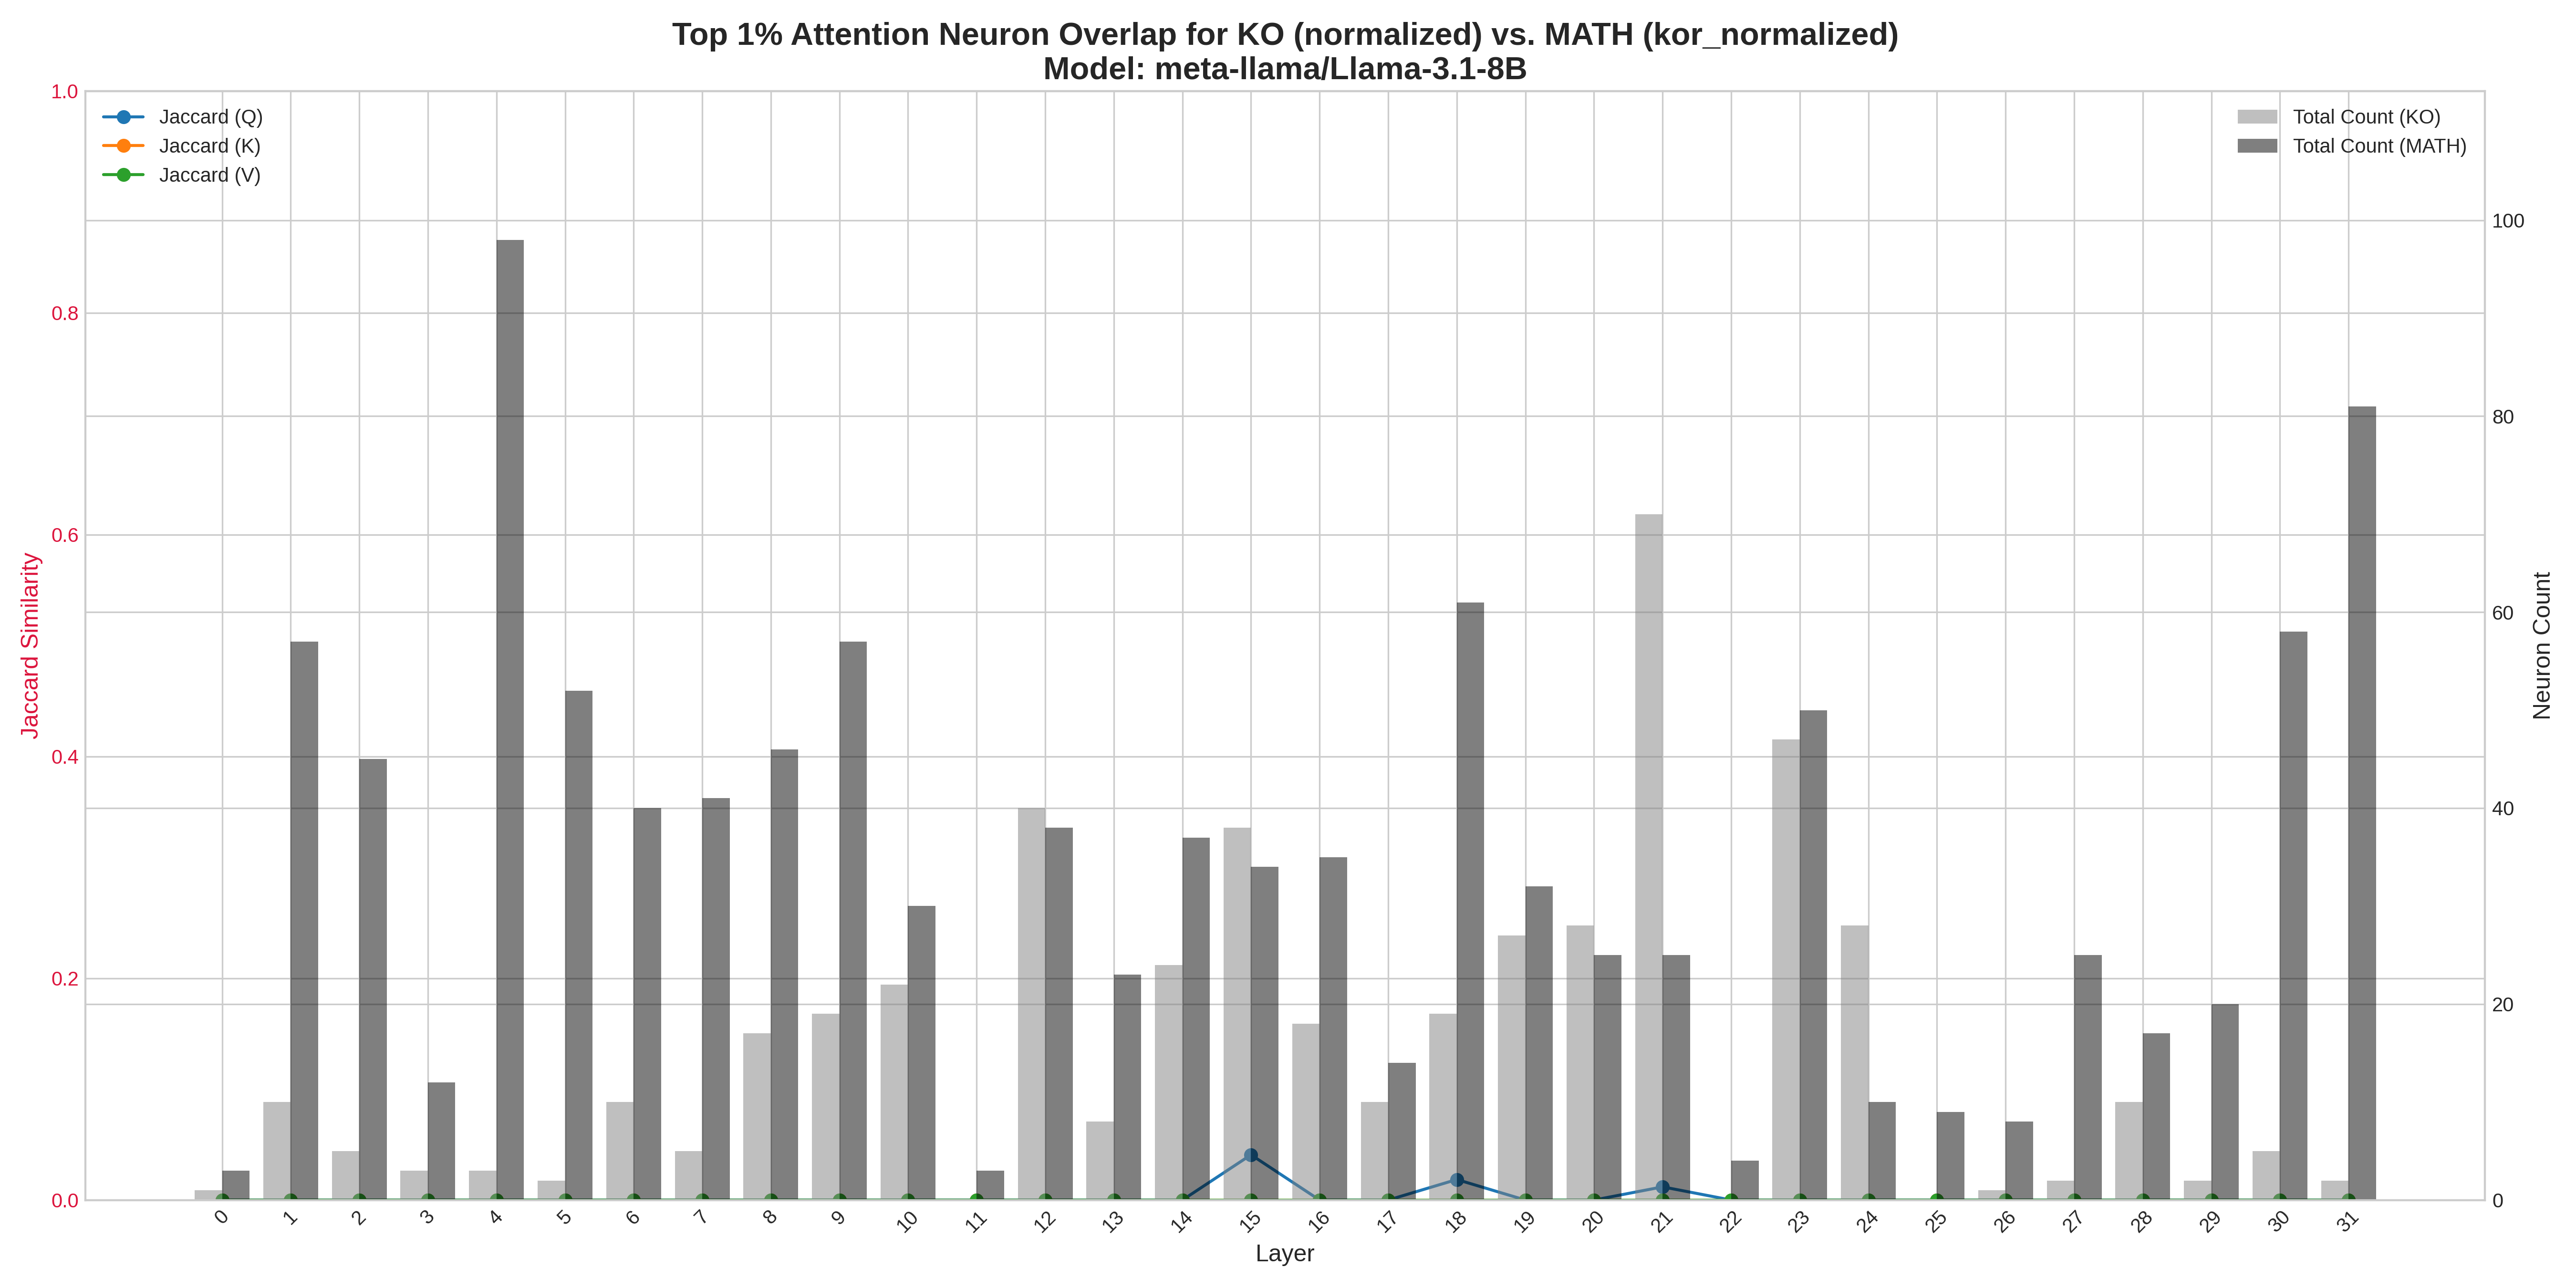 Top 1% Attention Neuron Overlap for KO (normalized) vs. MATH (kor_normalized)
Model: meta-llama/Llama-3.1-8B
Jaccard (Q)
Jaccard (K)
Jaccard (V)
Total Count (KO)
Total Count (MATH)
Jaccard Similarity
1.0
0.8
0.6
0.4
0.2
0.0
Neuron Count
100
80
60
40
20
0
0 1 2 3 4 5 6 7 8 9 10 11 12 13 14 15 16 17 18 19 20 21 22 23 24 25 26 27 28 29 30 31
Layer